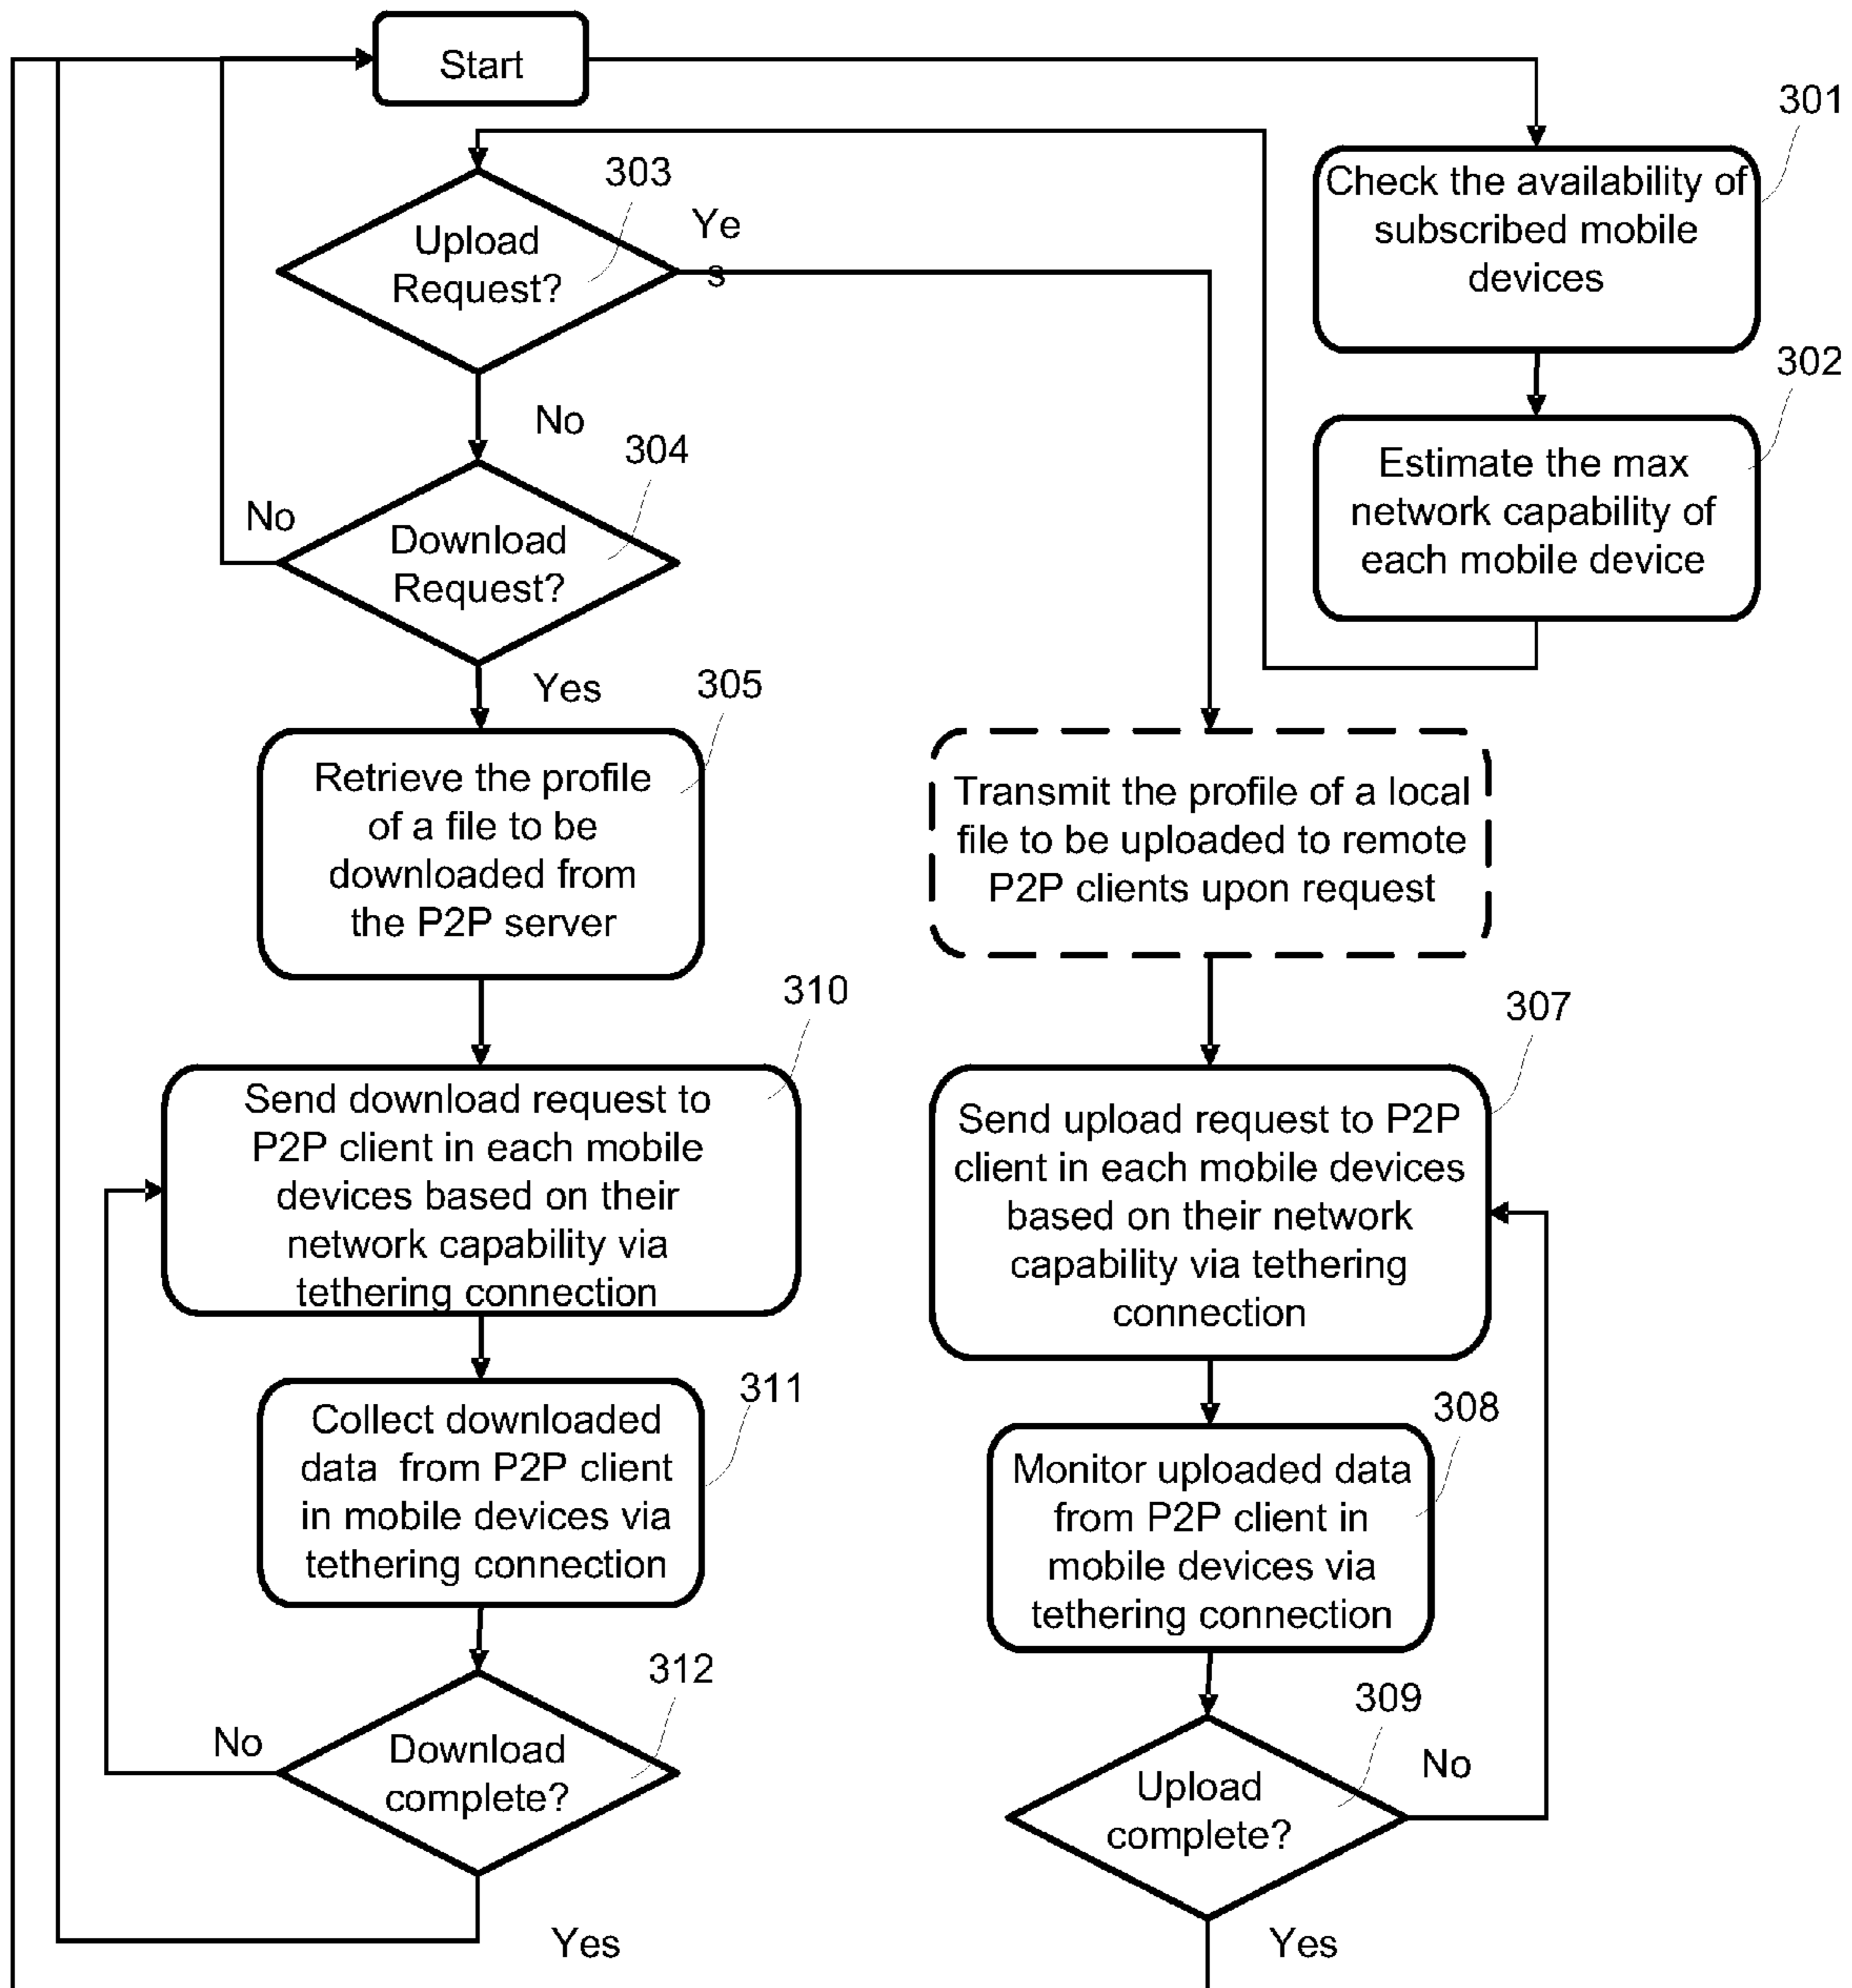 Start
301
Check the availability of
subscribed mobile
devices
303
Upload
Request?
Ye
s
302
Estimate the max
network capability of
each mobile device
No
304
Download
Request?
No
Yes
305
Retrieve the profile
of a file to be
downloaded from
the P2P server
Transmit the profile of a local
file to be uploaded to remote
P2P clients upon request
310
Send download request to
P2P client in each mobile
devices based on their
network capability via
tethering connection
307
Send upload request to P2P
client in each mobile devices
based on their network
capability via tethering
connection
311
Collect downloaded
data from P2P client
in mobile devices via
tethering connection
308
Monitor uploaded data
from P2P client in
mobile devices via
tethering connection
312
Download
complete?
No
Yes
309
Upload
complete?
No
Yes